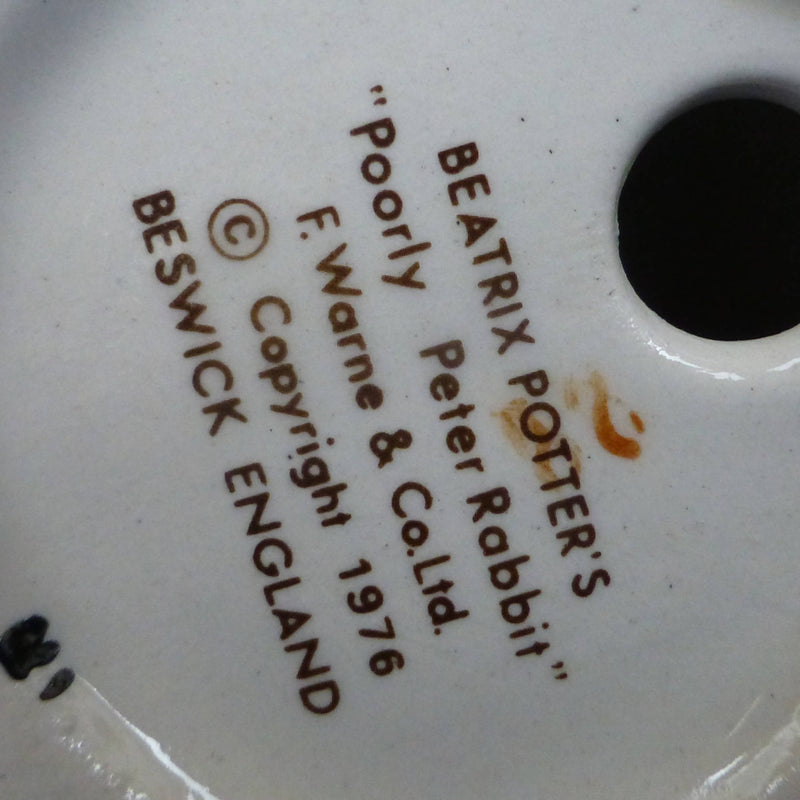 BEATRIX POTTER'S
"Poorly Peter Rabbit"
F. Warne & Co.Ltd.
© Copyright 1976
BESWICK ENGLAND